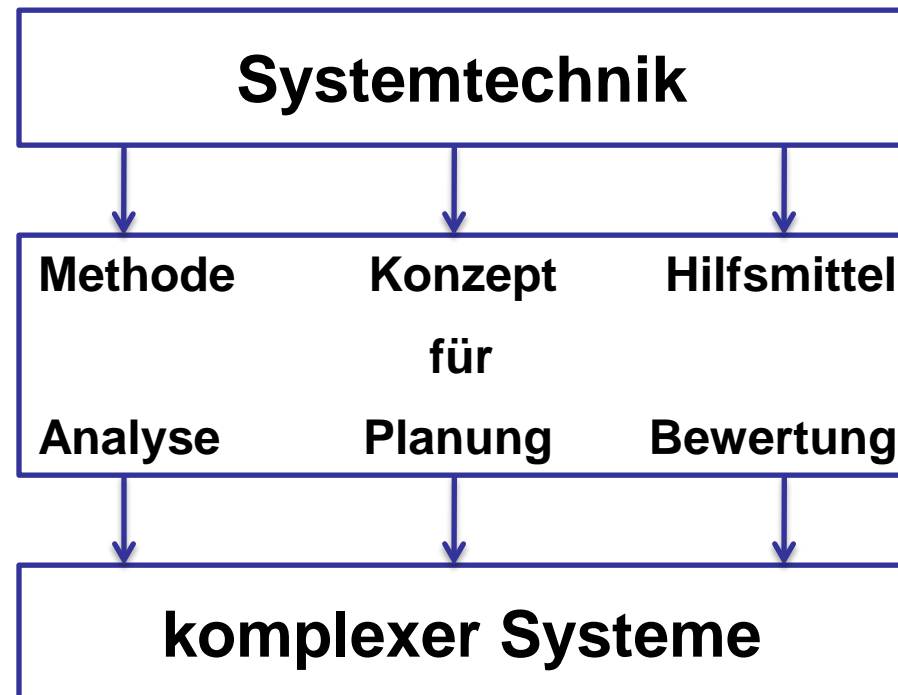 Systemtechnik
Methode Konzept Hilfsmittel
für
Analyse Planung Bewertung
komplexer Systeme